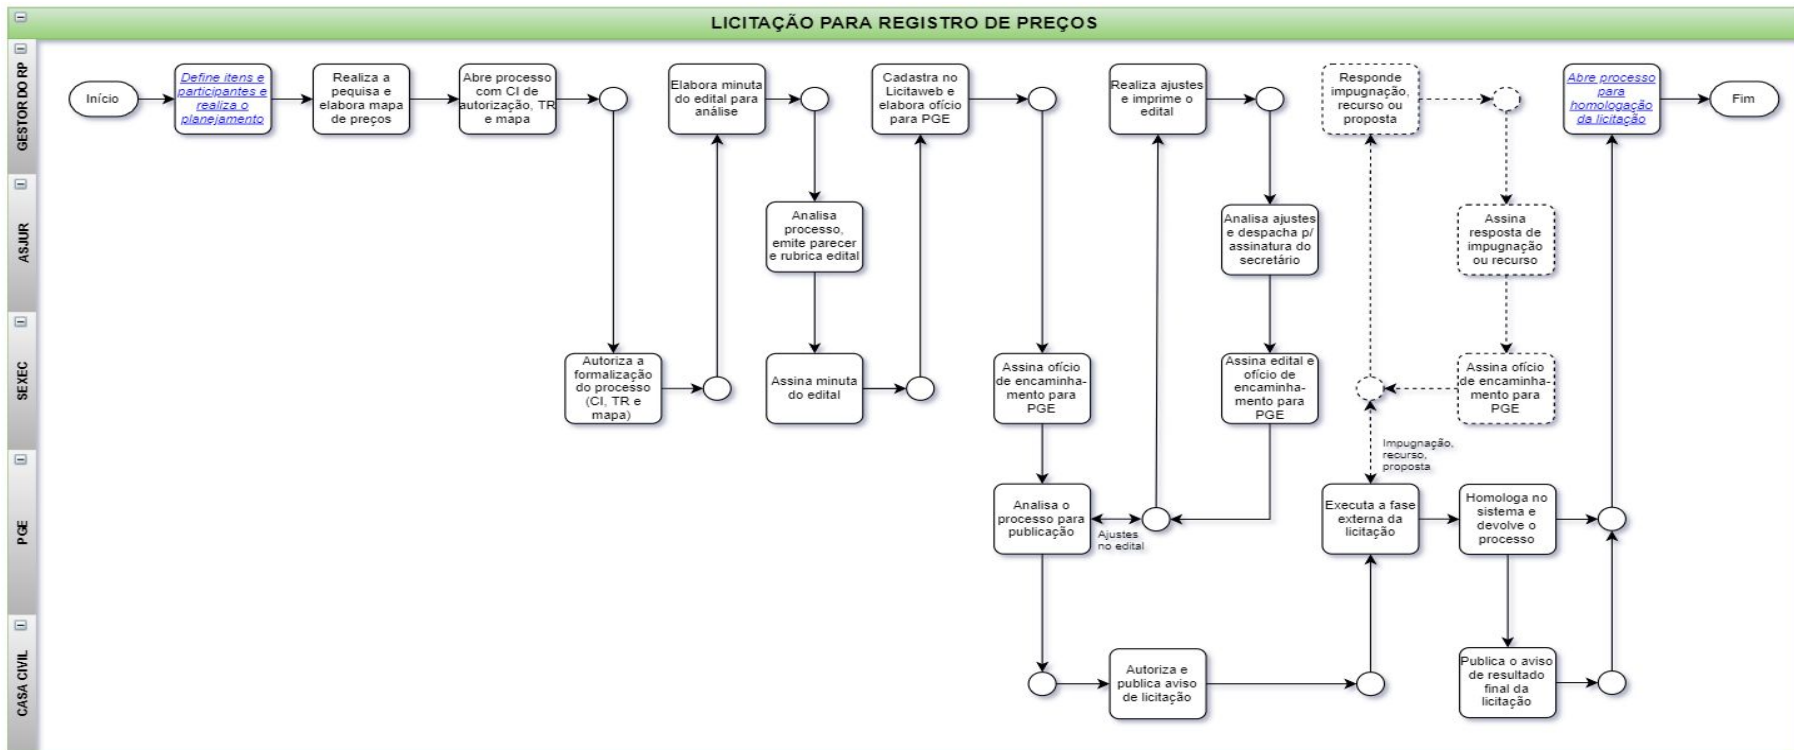 LICITAÇÃO PARA REGISTRO DE PREÇOS
GESTOR DO RP
Início
Define itens e
participantes e
realiza o
planejamento
Realiza a
pequisa e
elabora mapa
de preços
Abre processo
com CI de
autorização, TR
e mapa
Elabora minuta
do edital para
análise
Cadastra no
Licitaweb e
elabora ofício
para PGE
Realiza ajustes
e imprime o
edital
Responde
impugnação,
recurso ou
proposta
Abre processo
para
homologação
da licitação
Fim
ASJUR
Analisa
processo,
emite parecer
e rubrica edital
Analisa ajustes
e despacha p/
assinatura do
secretário
Assina
resposta de
impugnação
ou recurso
SEXEC
Autoriza a
formalização
do processo
(CI, TR e
mapa)
Assina minuta
do edital
Assina ofício
de encaminha-
mento para
PGE
Assina edital e
ofício de
encaminha-
mento para
PGE
Assina ofício
de encaminha-
mento para
PGE
Impugnação,
recurso,
proposta
PGE
Analisa o
processo para
publicação
Ajustes
no edital
Executa a fase
externa da
licitação
Homologa no
sistema e
devolve o
processo
CASA CIVIL
Autoriza e
publica aviso
de licitação
Publica o aviso
de resultado
final da
licitação